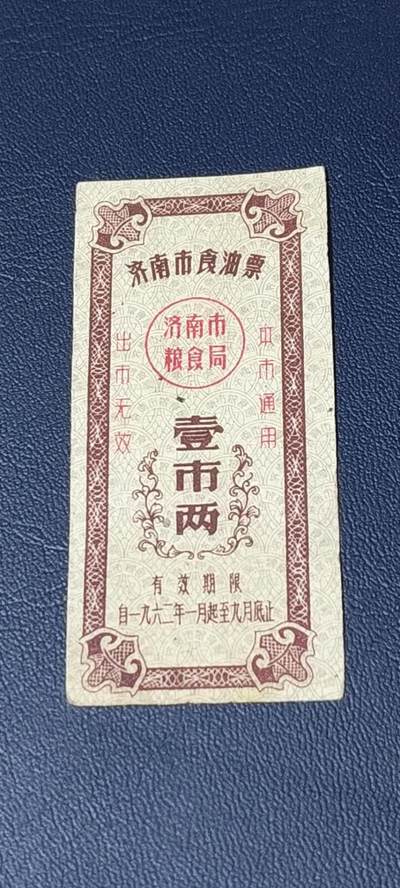 济南市食油票
济南市
粮食局
本市通用
出市无效
壹市两
有效期限
自一九六二年一月起至九月底止